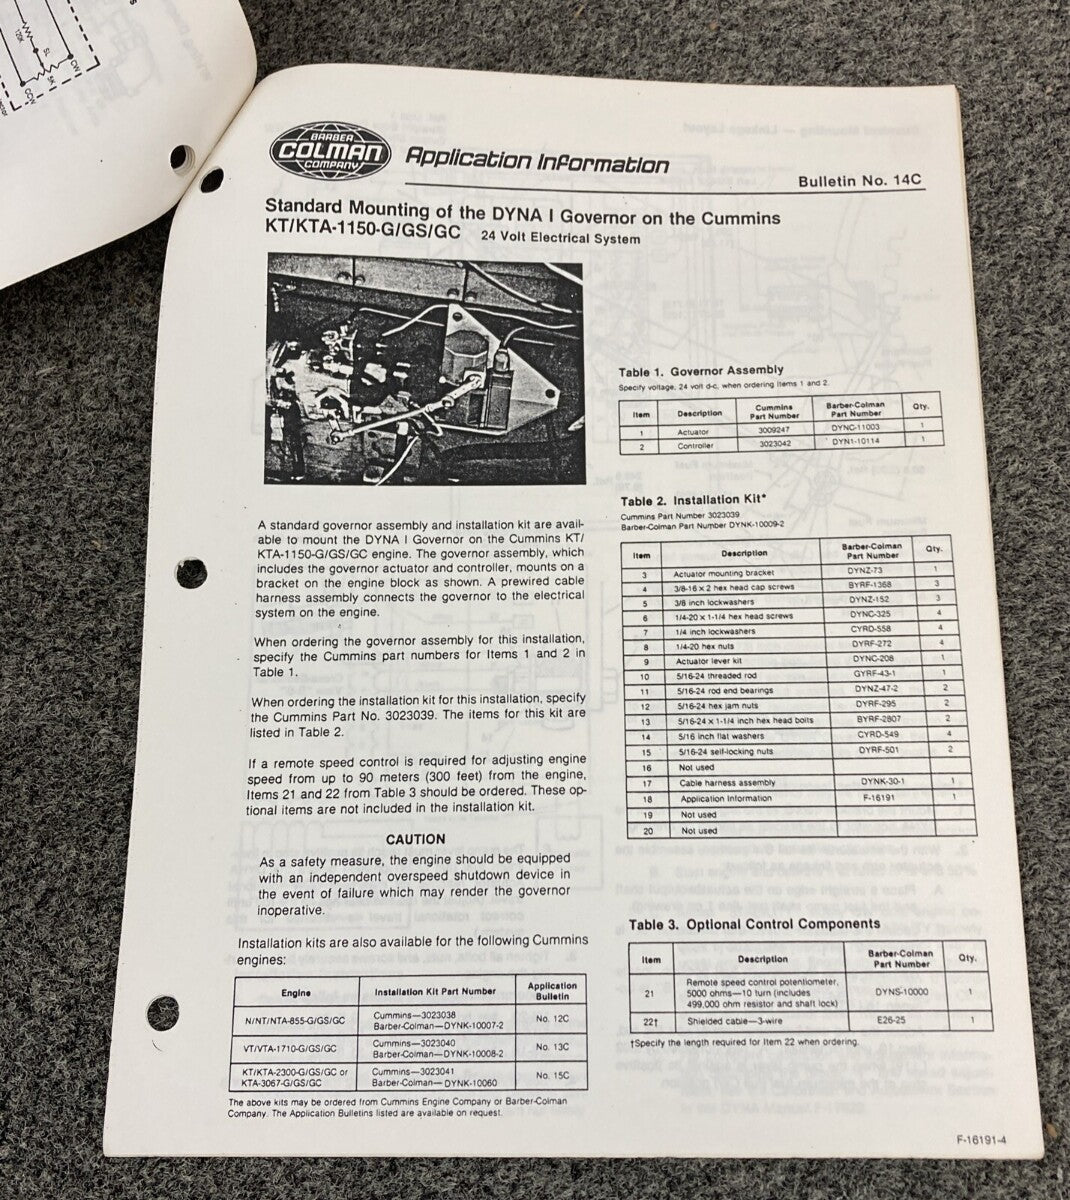 120K
SL
5K
CW
CCW
BARBER
COLMAN
COMPANY
Application Information
Bulletin No. 14C
Standard Mounting of the DYNA I Governor on the Cummins
KT/KTA-1150-G/GS/GC 24 Volt Electrical System
A standard governor assembly and installation kit are avail-
able to mount the DYNA I Governor on the Cummins KT/
KTA-1150-G/GS/GC engine. The governor assembly, which
includes the governor actuator and controller, mounts on a
bracket on the engine block as shown. A prewired cable
harness assembly connects the governor to the electrical
system on the engine.
When ordering the governor assembly for this installation,
specify the Cummins part numbers for Items 1 and 2 in
Table 1.
When ordering the installation kit for this installation, specify
the Cummins Part No. 3023039. The items for this kit are
listed in Table 2.
If a remote speed control is required for adjusting engine
speed from up to 90 meters (300 feet) from the engine,
Items 21 and 22 from Table 3 should be ordered. These op-
tional items are not included in the installation kit.
CAUTION
As a safety measure, the engine should be equipped
with an independent overspeed shutdown device in
the event of failure which may render the governor
inoperative.
Installation kits are also available for the following Cummins
engines:
Engine Installation Kit Part Number Application Bulletin
N/NT/NTA-855-G/GS/GC Cummins—3023038 Barber-Colman—DYNK-10007-2 No. 12C
VT/VTA-1710-G/GS/GC Cummins—3023040 Barber-Colman—DYNK-10008-2 No. 13C
KT/KTA-2300-G/GS/GC or KTA-3067-G/GS/GC Cummins—3023041 Barber-Colman—DYNK-10060 No. 15C
The above kits may be ordered from Cummins Engine Company or Barber-Colman
Company. The Application Bulletins listed are available on request.
Table 1. Governor Assembly
Specify voltage, 24 volt d-c, when ordering Items 1 and 2.
Item Description Cummins Part Number Barber-Colman Part Number Qty.
1 Actuator 3009247 DYNC-11003 1
2 Controller 3023042 DYN1-10114 1
Table 2. Installation Kit*
Cummins Part Number 3023039
Barber-Colman Part Number DYNK-10009-2
Item Description Barber-Colman Part Number Qty.
3 Actuator mounting bracket DYNZ-73 1
4 3/8-16 x 2 hex head cap screws BYRF-1368 3
5 3/8 inch lockwashers DYNZ-152 3
6 1/4-20 x 1-1/4 hex head screws DYNC-325 4
7 1/4 inch lockwashers CYRD-558 4
8 1/4-20 hex nuts DYRF-272 4
9 Actuator lever kit DYNC-208 1
10 5/16-24 threaded rod GYRF-43-1 1
11 5/16-24 rod end bearings DYNZ-47-2 2
12 5/16-24 hex jam nuts DYRF-295 2
13 5/16-24 x 1-1/4 inch hex head bolts BYRF-2807 2
14 5/16 inch flat washers CYRD-549 4
15 5/16-24 self-locking nuts DYRF-501 2
16 Not used
17 Cable harness assembly DYNK-30-1 1
18 Application Information F-16191 1
19 Not used
20 Not used
Table 3. Optional Control Components
Item Description Barber-Colman Part Number Qty.
21 Remote speed control potentiometer, 5000 ohms—10 turn (includes 499,000 ohm resistor and shaft lock) DYNS-10000 1
22† Shielded cable—3-wire E26-25 1
†Specify the length required for Item 22 when ordering.
F-16191-4